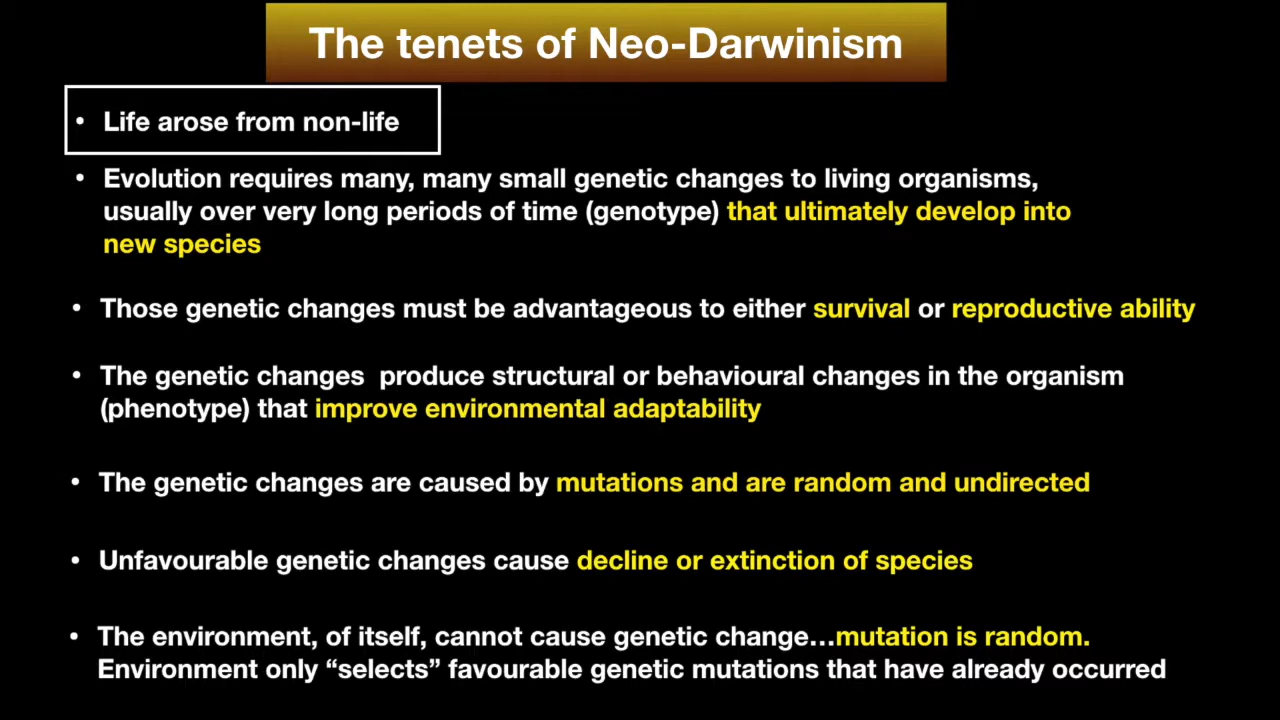 The tenets of Neo-Darwinism
• Life arose from non-life
• Evolution requires many, many small genetic changes to living organisms,
usually over very long periods of time (genotype) that ultimately develop into
new species
• Those genetic changes must be advantageous to either survival or reproductive ability
• The genetic changes  produce structural or behavioural changes in the organism
(phenotype) that improve environmental adaptability
• The genetic changes are caused by mutations and are random and undirected
• Unfavourable genetic changes cause decline or extinction of species
• The environment, of itself, cannot cause genetic change…mutation is random.
Environment only “selects” favourable genetic mutations that have already occurred